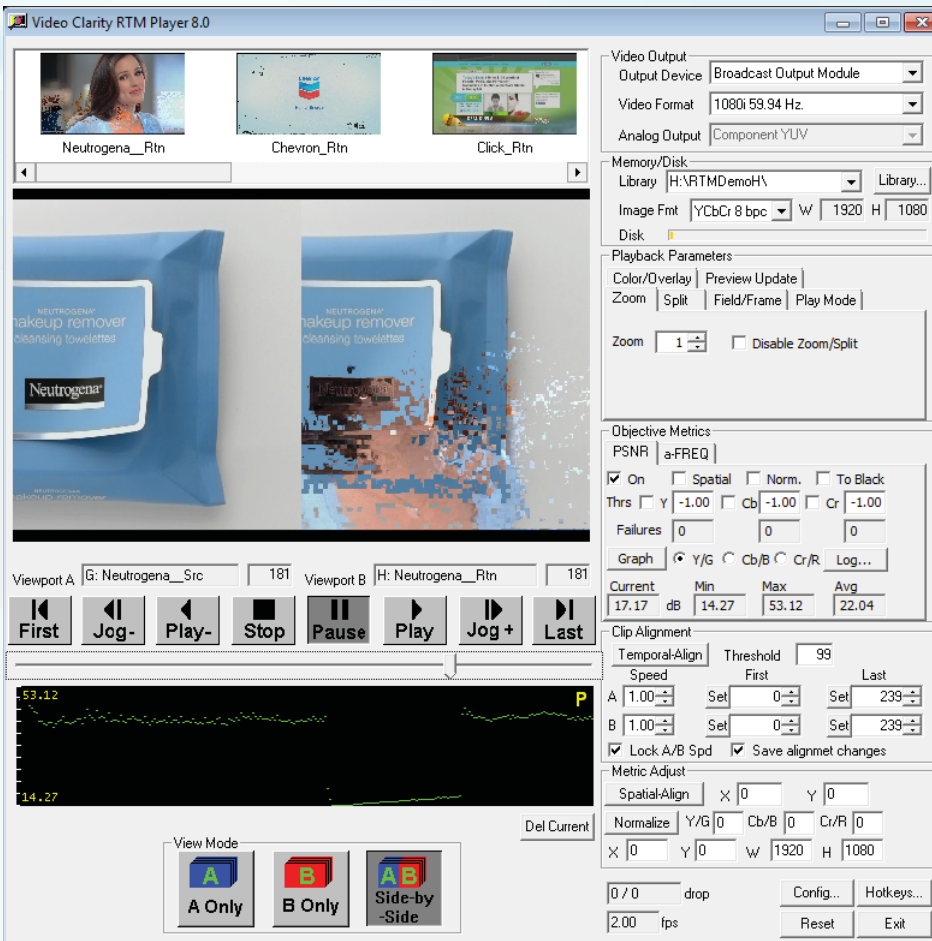 Video Clarity RTM Player 8.0
Neutrogena__Rtn
Chevron_Rtn
Click_Rtn
NEUTROGENA®
makeup remover
cleansing towelettes
Neutrogena®
NEUTROGENA®
makeup remover
cleansing towelettes
Viewport A G: Neutrogena__Src 181 Viewport B H: Neutrogena__Rtn 181
First Jog- Play- Stop Pause Play Jog + Last
53.12 P
14.27
Del Current
View Mode
A A B B A B
A Only B Only Side-by
-Side
Video Output
Output Device Broadcast Output Module
Video Format 1080i 59.94 Hz.
Analog Output Component YUV
Memory/Disk
Library H:\RTMDemoH\ Library...
Image Fmt YCbCr 8 bpc W 1920 H 1080
Disk
Playback Parameters
Color/Overlay Preview Update
Zoom Split Field/Frame Play Mode
Zoom 1 Disable Zoom/Split
Objective Metrics
PSNR a-FREQ
On Spatial Norm. To Black
Thrs Y -1.00 Cb -1.00 Cr -1.00
Failures 0 0 0
Graph Y/G Cb/B Cr/R Log...
Current Min Max Avg
17.17 dB 14.27 53.12 22.04
Clip Alignment
Temporal-Align Threshold 99
Speed First Last
A 1.00 Set 0 Set 239
B 1.00 Set 0 Set 239
Lock A/B Spd Save alignmet changes
Metric Adjust
Spatial-Align X 0 Y 0
Normalize Y/G 0 Cb/B 0 Cr/R 0
X 0 Y 0 W 1920 H 1080
0 / 0 drop Config... Hotkeys...
2.00 fps Reset Exit